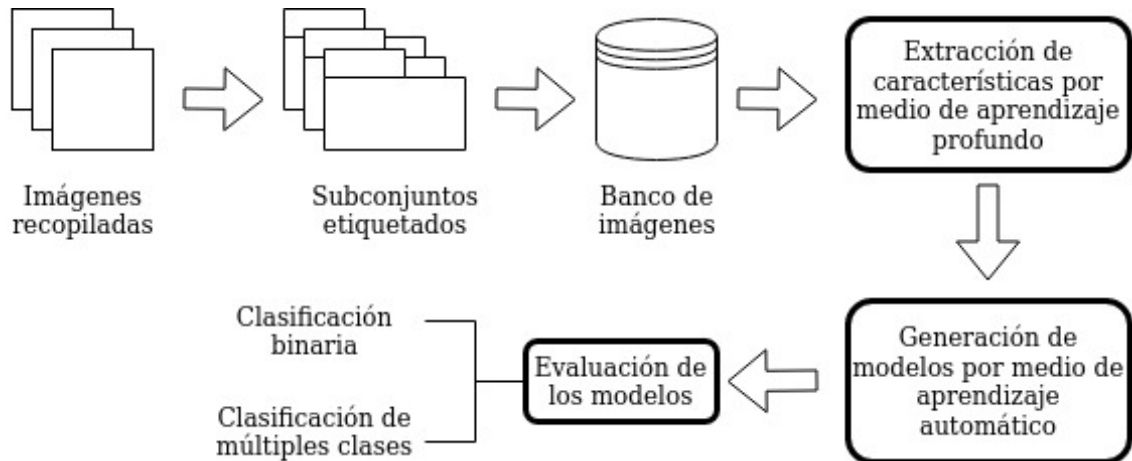 Imágenes
recopiladas
Subconjuntos
etiquetados
Banco de
imágenes
Extracción de
características por
medio de aprendizaje
profundo
Generación de
modelos por medio de
aprendizaje
automático
Evaluación de
los modelos
Clasificación
binaria
Clasificación de
múltiples clases